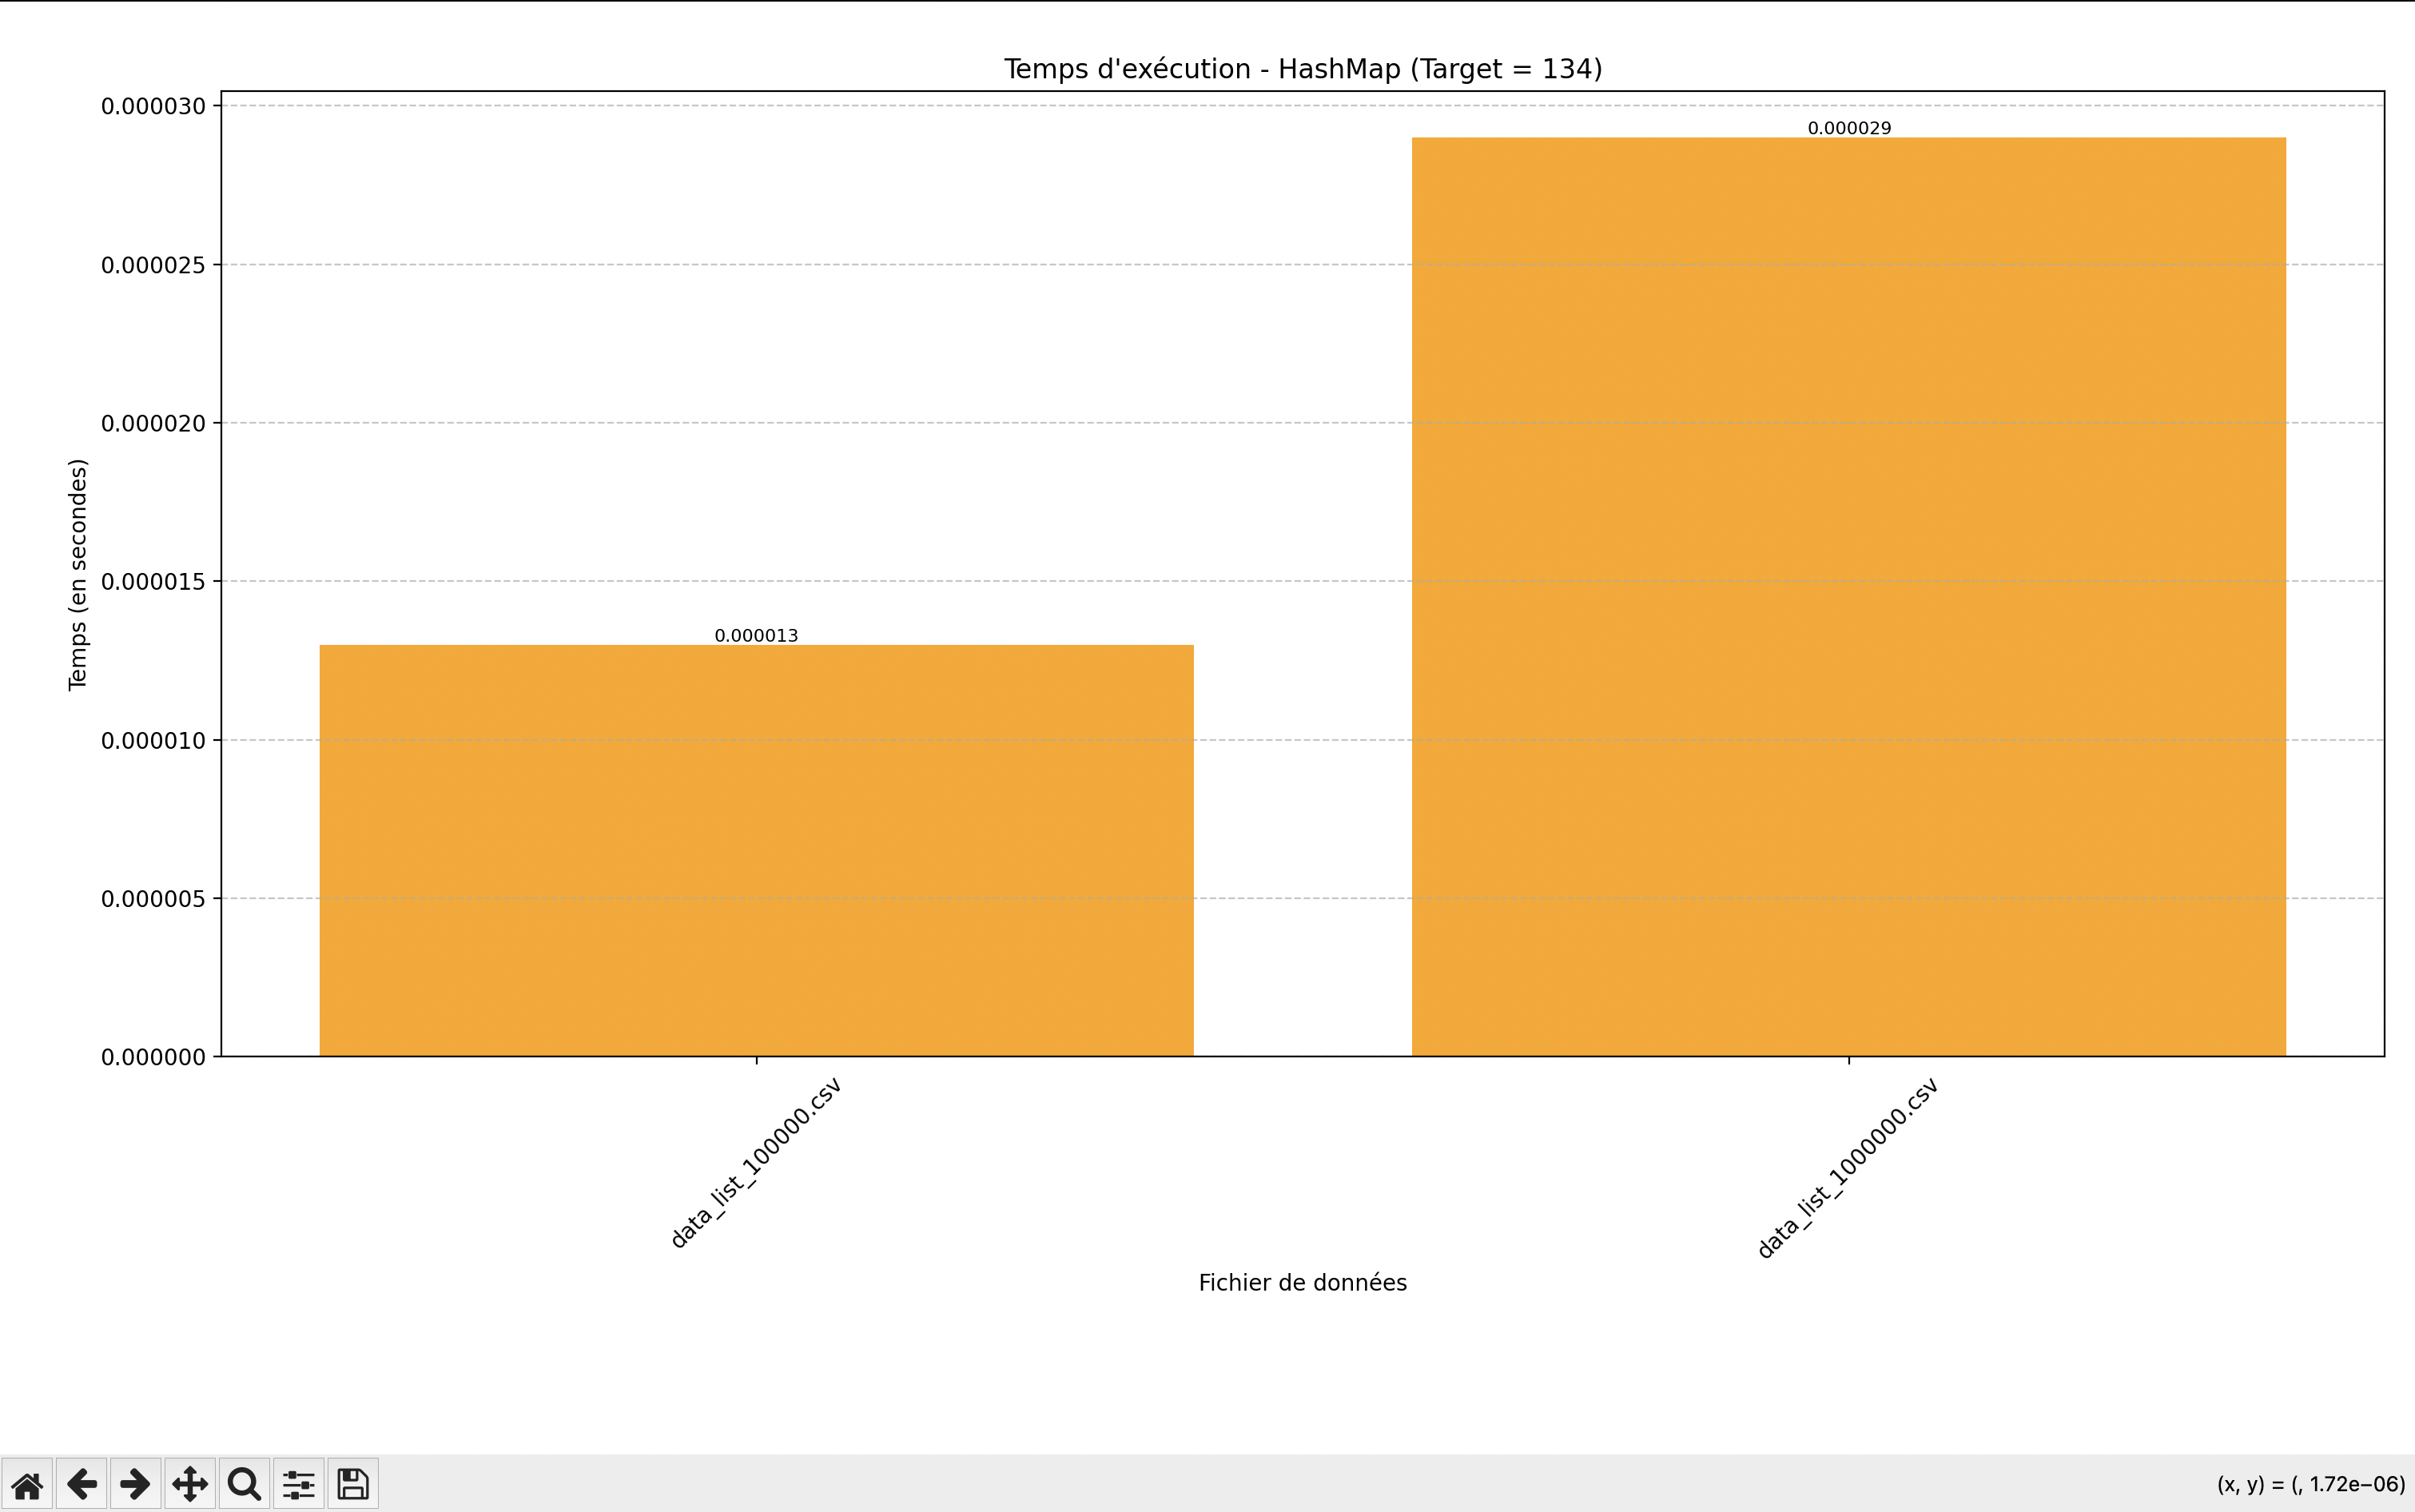 Temps d'exécution - HashMap (Target = 134)
0.000030
0.000029
0.000025
0.000020
0.000015
0.000013
0.000010
0.000005
0.000000
Temps (en secondes)
data_list_100000.csv
data_list_1000000.csv
Fichier de données
(x, y) = (, 1.72e−06)